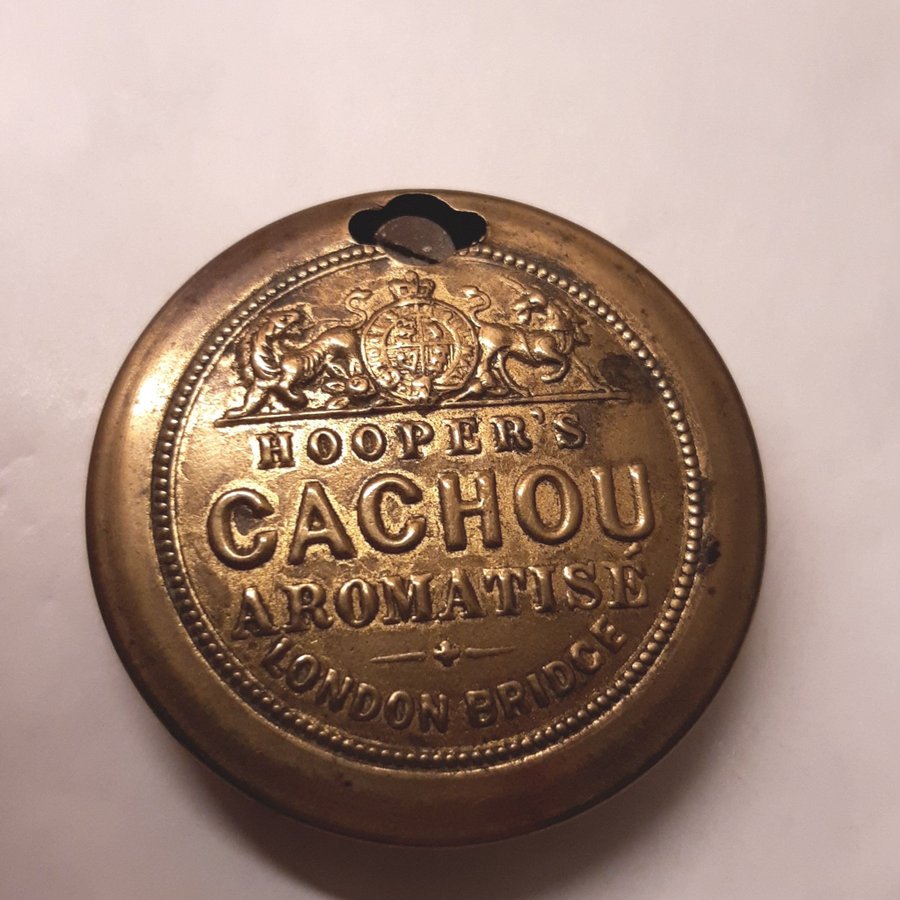 HOOPER'S
CACHOU
AROMATISÉ
LONDON BRIDGE